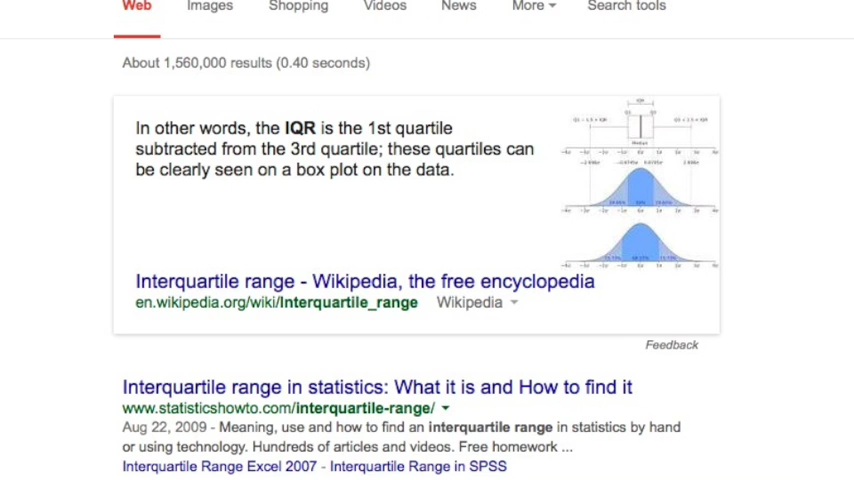 Web Images Shopping Videos News More Search tools
About 1,560,000 results (0.40 seconds)
In other words, the IQR is the 1st quartile
subtracted from the 3rd quartile; these quartiles can
be clearly seen on a box plot on the data.
IQR
Q1 Q3
Median
Interquartile range - Wikipedia, the free encyclopedia
en.wikipedia.org/wiki/Interquartile_range Wikipedia
Feedback
Interquartile range in statistics: What it is and How to find it
www.statisticshowto.com/interquartile-range/
Aug 22, 2009 - Meaning, use and how to find an interquartile range in statistics by hand
or using technology. Hundreds of articles and videos. Free homework ...
Interquartile Range Excel 2007 - Interquartile Range in SPSS